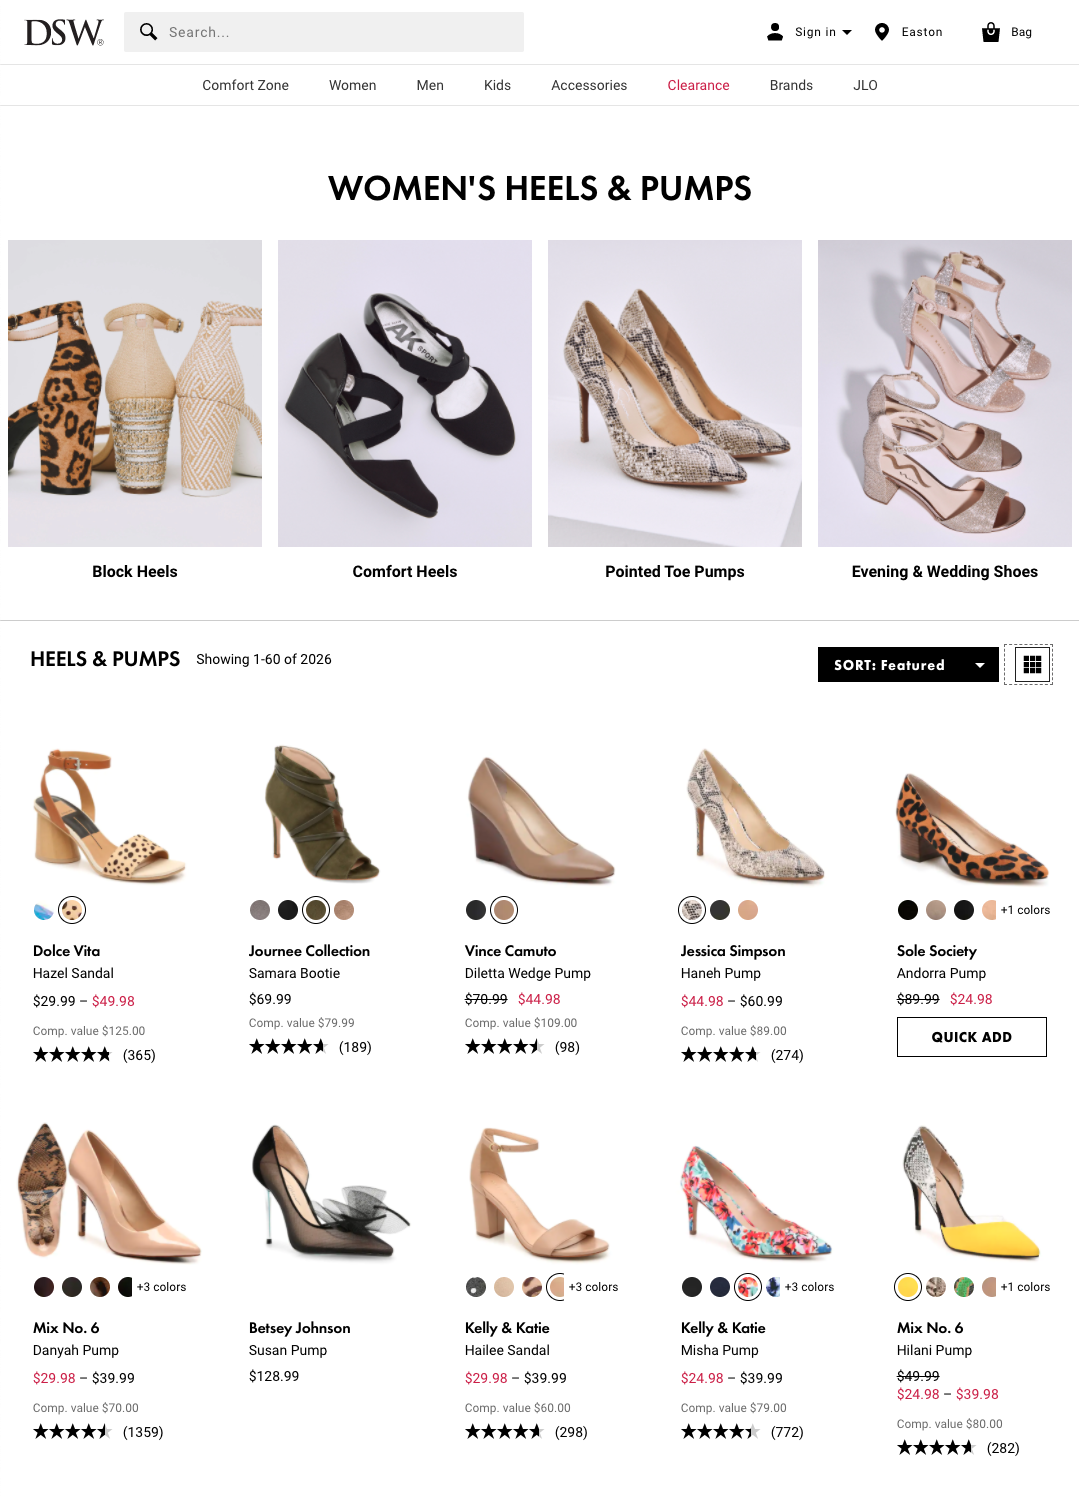 DSW®
Search...
Sign in
Easton
Bag
Comfort Zone
Women
Men
Kids
Accessories
Clearance
Brands
JLO
WOMEN'S HEELS & PUMPS
AK
SPORT
Block Heels
Comfort Heels
Pointed Toe Pumps
Evening & Wedding Shoes
HEELS & PUMPS
Showing 1-60 of 2026
SORT: Featured
Dolce Vita
Hazel Sandal
$29.99 – $49.98
Comp. value $125.00
(365)
Journee Collection
Samara Bootie
$69.99
Comp. value $79.99
(189)
Vince Camuto
Diletta Wedge Pump
$70.99 $44.98
Comp. value $109.00
(98)
Jessica Simpson
Haneh Pump
$44.98 – $60.99
Comp. value $89.00
(274)
+1 colors
Sole Society
Andorra Pump
$89.99 $24.98
QUICK ADD
+3 colors
Mix No. 6
Danyah Pump
$29.98 – $39.99
Comp. value $70.00
(1359)
Betsey Johnson
Susan Pump
$128.99
+3 colors
Kelly & Katie
Hailee Sandal
$29.98 – $39.99
Comp. value $60.00
(298)
+3 colors
Kelly & Katie
Misha Pump
$24.98 – $39.99
Comp. value $79.00
(772)
+1 colors
Mix No. 6
Hilani Pump
$49.99
$24.98 – $39.98
Comp. value $80.00
(282)